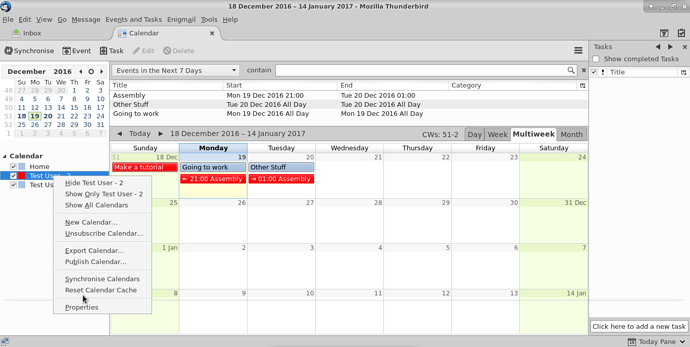 18 December 2016 – 14 January 2017 - Mozilla Thunderbird
File Edit View Go Message Events and Tasks Enigmail Tools Help
Inbox Calendar
Synchronise Event Task Edit Delete
Tasks
Show completed Tasks
Title
December 2016
Su Mo Tu We Th Fr Sa
48 27 28 29 30 1 2 3
49 4 5 6 7 8 9 10
50 11 12 13 14 15 16 17
51 18 19 20 21 22 23 24
52 25 26 27 28 29 30 31
1 1 2 3 4 5 6 7
Events in the Next 7 Days contain
Title Start End Category
Assembly Mon 19 Dec 2016 21:00 Tue 20 Dec 2016 01:00
Other Stuff Tue 20 Dec 2016 All Day Tue 20 Dec 2016 All Day
Going to work Mon 19 Dec 2016 All Day Mon 19 Dec 2016 All Day
Today 18 December 2016 – 14 January 2017 CWs: 51-2 Day Week Multiweek Month
Sunday Monday Tuesday Wednesday Thursday Friday Saturday
51 18 Dec 19 20 21 22 23 24
Make a tutorial Going to work Other Stuff
21:00 Assembly 01:00 Assembly
25 26 27 28 29 30 31 Dec
1 Jan 2 3 4 5 6 7
8 9 10 11 12 13 14 Jan
Calendar
Home
Test User - 2
Test Us
Hide Test User - 2
Show Only Test User - 2
Show All Calendars
New Calendar...
Unsubscribe Calendar...
Export Calendar...
Publish Calendar...
Synchronise Calendars
Reset Calendar Cache
Properties
Click here to add a new task
Today Pane